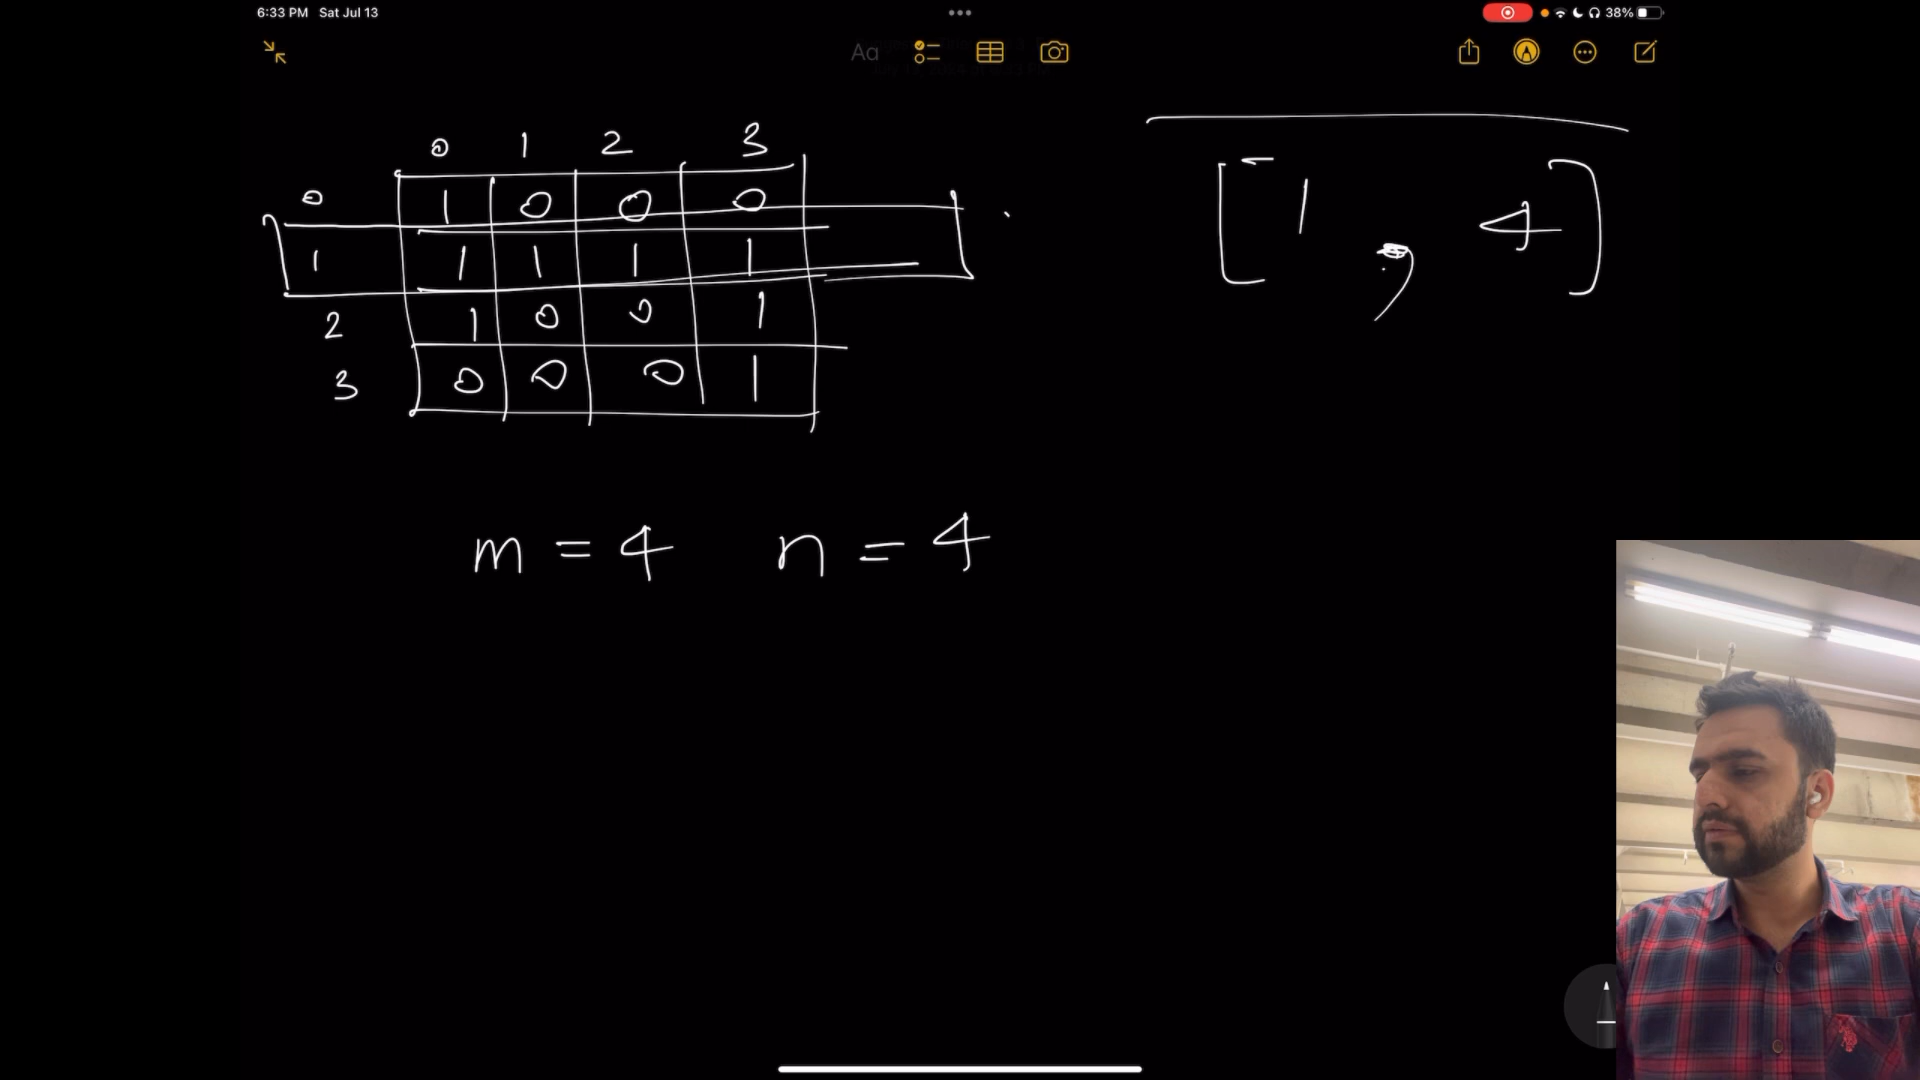 6:33 PM Sat Jul 13
38%
Aa
0 1 2 3
0 1 0 0 0
1 1 1 1 1
2 1 0 0 1
3 0 0 0 1
[1, 4]
m = 4 n = 4